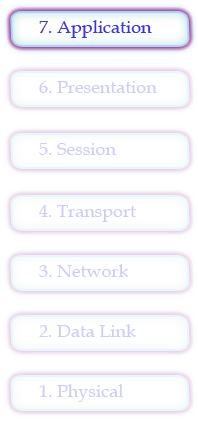 7. Application
6. Presentation
5. Session
4. Transport
3. Network
2. Data Link
1. Physical